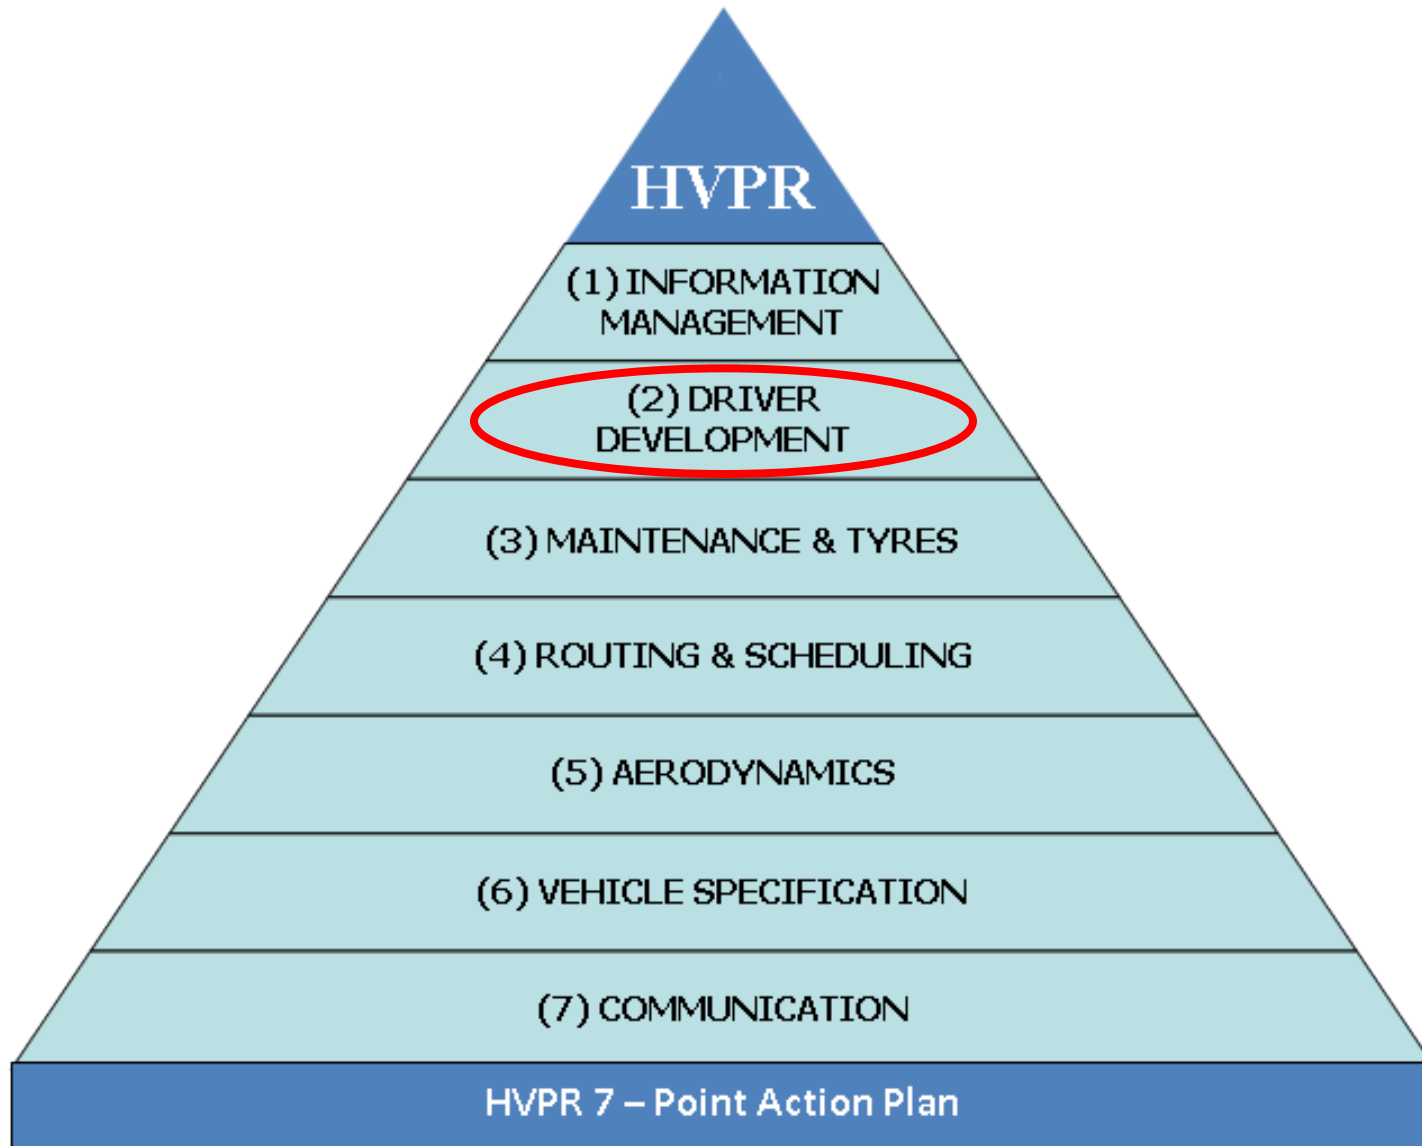 HVPR
(1) INFORMATION
MANAGEMENT
(2) DRIVER
DEVELOPMENT
(3) MAINTENANCE & TYRES
(4) ROUTING & SCHEDULING
(5) AERODYNAMICS
(6) VEHICLE SPECIFICATION
(7) COMMUNICATION
HVPR 7 – Point Action Plan